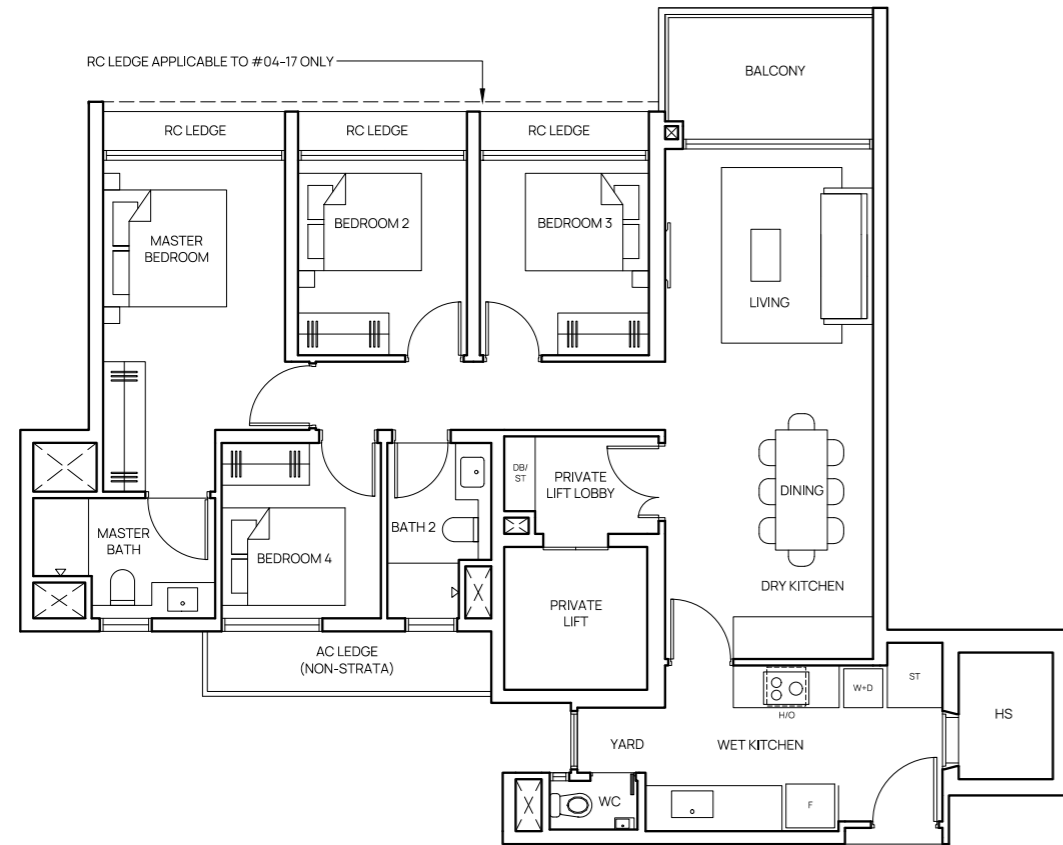 BALCONY
RC LEDGE APPLICABLE TO #04-17 ONLY
RC LEDGE
RC LEDGE
RC LEDGE
MASTER
BEDROOM
BEDROOM 2
BEDROOM 3
LIVING
DB/
ST
PRIVATE
LIFT LOBBY
DINING
MASTER
BATH
BATH 2
BEDROOM 4
DRY KITCHEN
PRIVATE
LIFT
AC LEDGE
(NON-STRATA)
W+D
ST
H/O
HS
YARD
WET KITCHEN
WC
F